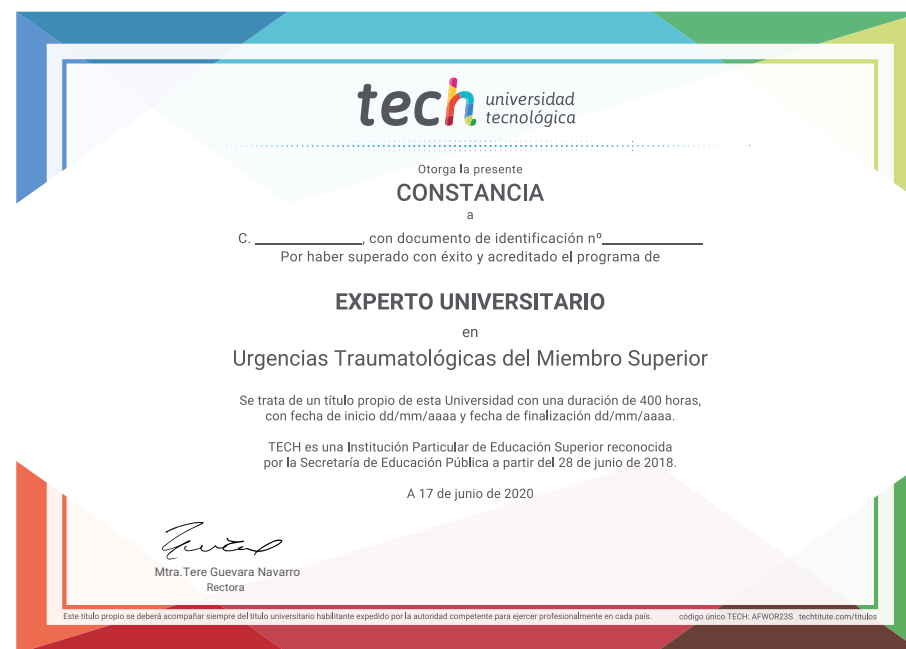 tech universidad
tecnológica
Otorga la presente
CONSTANCIA
a
C. ____________, con documento de identificación nº____________
Por haber superado con éxito y acreditado el programa de
EXPERTO UNIVERSITARIO
en
Urgencias Traumatológicas del Miembro Superior
Se trata de un título propio de esta Universidad con una duración de 400 horas,
con fecha de inicio dd/mm/aaaa y fecha de finalización dd/mm/aaaa.
TECH es una Institución Particular de Educación Superior reconocida
por la Secretaría de Educación Pública a partir del 28 de junio de 2018.
A 17 de junio de 2020
Mtra.Tere Guevara Navarro
Rectora
Este título propio se deberá acompañar siempre del título universitario habilitante expedido por la autoridad competente para ejercer profesionalmente en cada país. código único TECH: AFWOR23S techtitute.com/titulos